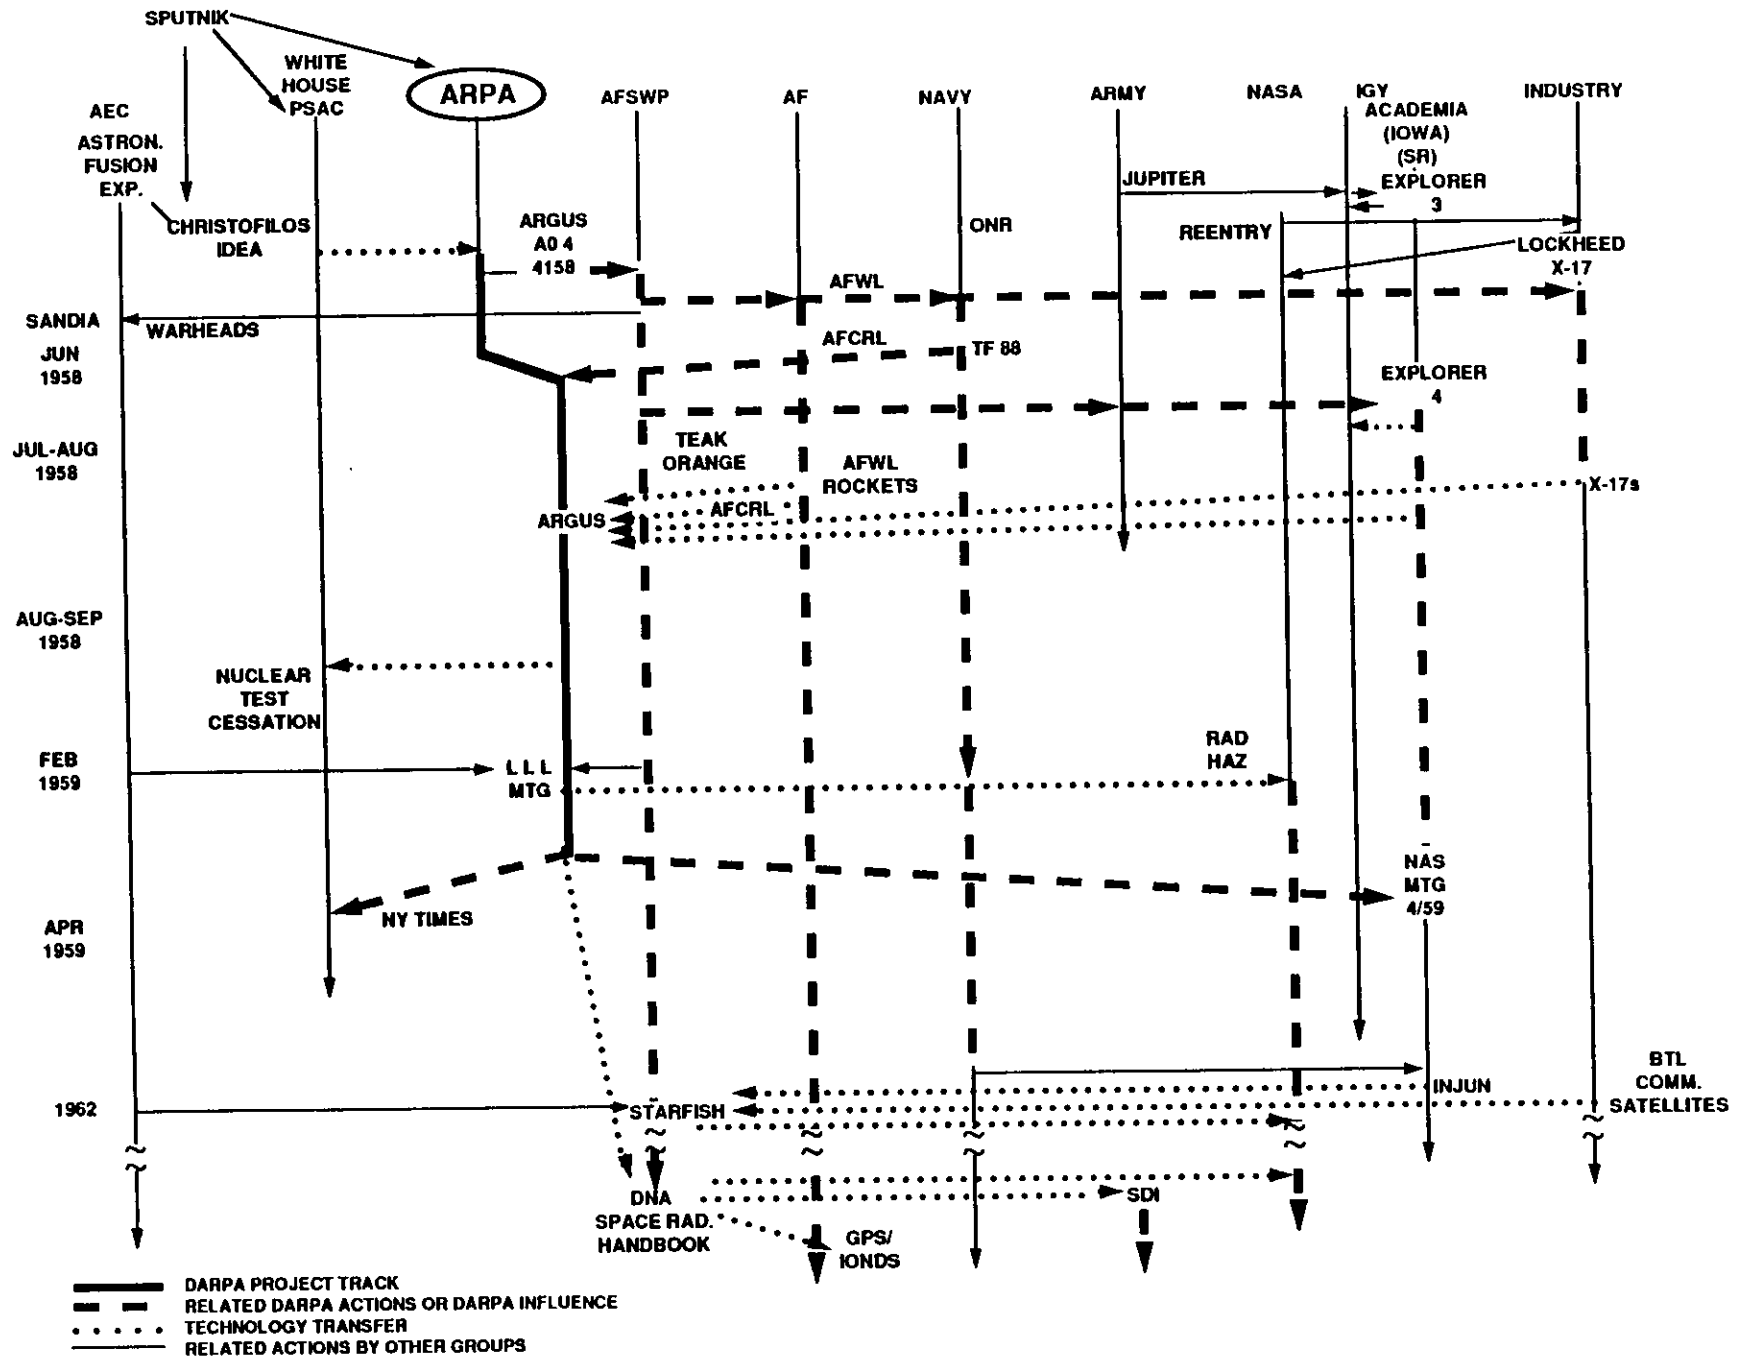 SPUTNIK
WHITE
HOUSE
PSAC
ARPA
AFSWP
AF
NAVY
ARMY
NASA
IGY
ACADEMIA
(IOWA)
(SRI)
INDUSTRY
AEC
ASTRON.
FUSION
EXP.
CHRISTOFILOS
IDEA
ARGUS
A0 4
4158
JUPITER
EXPLORER
3
ONR
REENTRY
LOCKHEED
X-17
AFWL
SANDIA
WARHEADS
JUN
1958
AFCRL
TF 88
EXPLORER
4
JUL-AUG
1958
TEAK
ORANGE
AFWL
ROCKETS
X-17s
AFCRL
ARGUS
AUG-SEP
1958
NUCLEAR
TEST
CESSATION
FEB
1959
L L L
MTG
RAD
HAZ
NAS
MTG
4/59
NY TIMES
APR
1959
1962
STARFISH
INJUN
BTL
COMM.
SATELLITES
DNA
SPACE RAD.
HANDBOOK
SDI
GPS/
IONDS
DARPA PROJECT TRACK
RELATED DARPA ACTIONS OR DARPA INFLUENCE
TECHNOLOGY TRANSFER
RELATED ACTIONS BY OTHER GROUPS